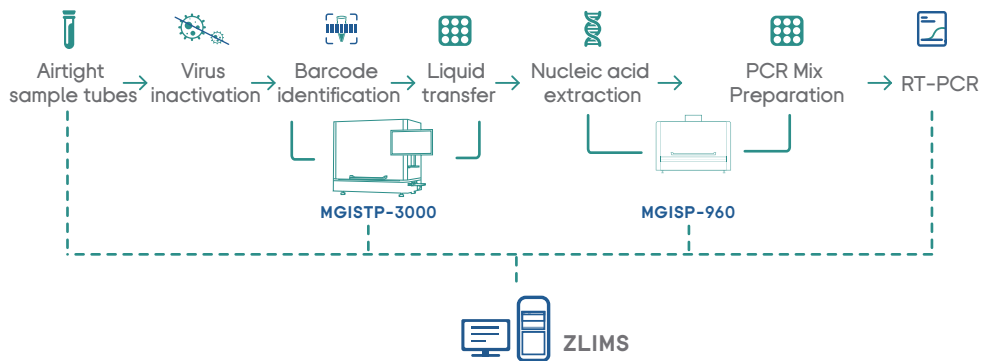 Airtight
sample tubes
Virus
inactivation
Barcode
identification
Liquid
transfer
Nucleic acid
extraction
PCR Mix
Preparation
RT-PCR
MGISTP-3000
MGISP-960
ZLIMS